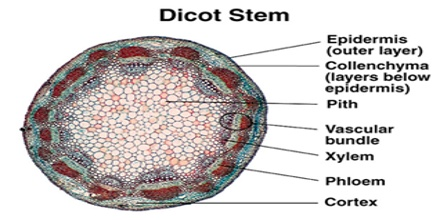 Dicot Stem
Epidermis
(outer layer)
Collenchyma
(layers below
epidermis)
Pith
Vascular
bundle
Xylem
Phloem
Cortex